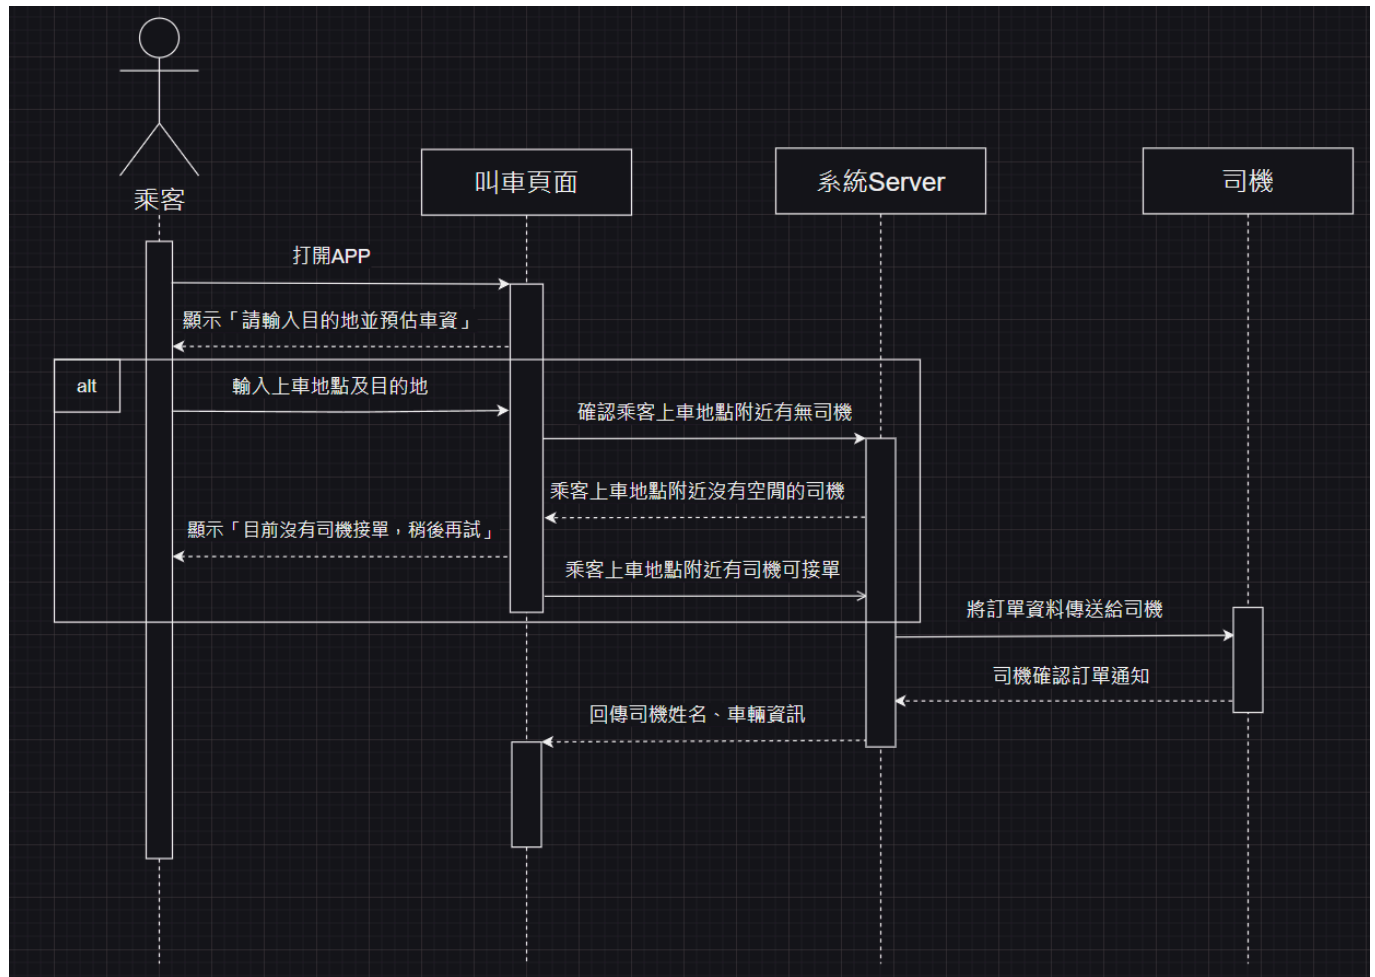 乘客
叫車頁面
系統Server
司機
打開APP
顯示「請輸入目的地並預估車資」
alt
輸入上車地點及目的地
確認乘客上車地點附近有無司機
乘客上車地點附近沒有空閒的司機
顯示「目前沒有司機接單，稍後再試」
乘客上車地點附近有司機可接單
將訂單資料傳送給司機
司機確認訂單通知
回傳司機姓名、車輛資訊